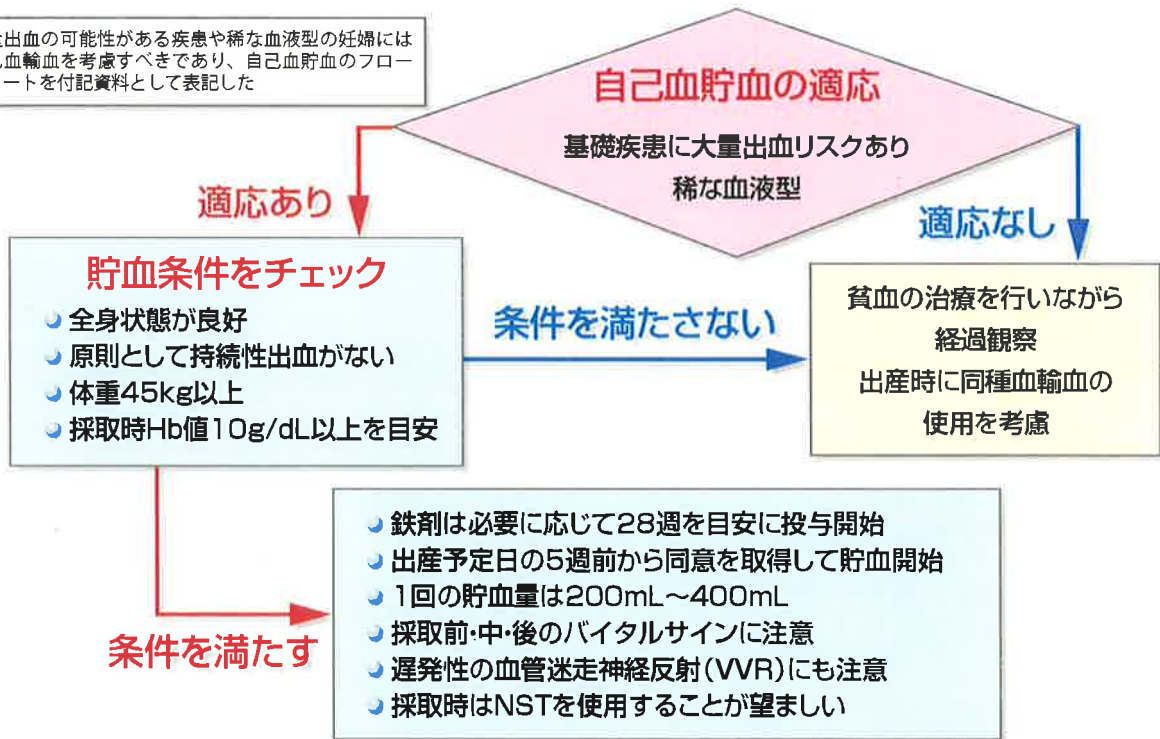 出血の可能性がある疾患や稀な血液型の妊婦には
血輸血を考慮すべきであり、自己血貯血のフロー
ートを付記資料として表記した
自己血貯血の適応
基礎疾患に大量出血リスクあり
稀な血液型
適応あり
適応なし
貯血条件をチェック
全身状態が良好
原則として持続性出血がない
体重45kg以上
採取時Hb値10g/dL以上を目安
条件を満たさない
貧血の治療を行いながら
経過観察
出産時に同種血輸血の
使用を考慮
条件を満たす
鉄剤は必要に応じて28週を目安に投与開始
出産予定日の5週前から同意を取得して貯血開始
1回の貯血量は200mL～400mL
採取前・中・後のバイタルサインに注意
遅発性の血管迷走神経反射(VVR)にも注意
採取時はNSTを使用することが望ましい